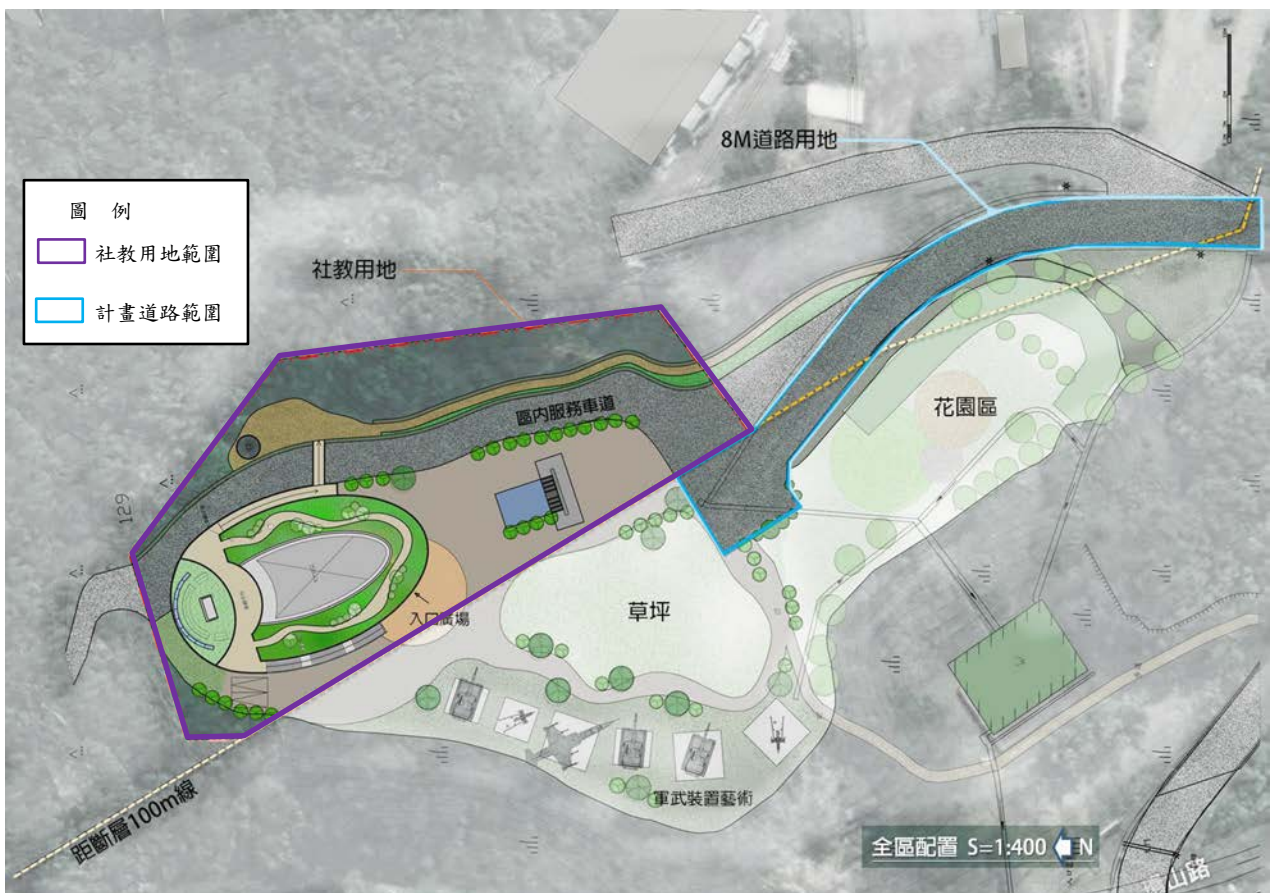 8M道路用地
圖 例
社教用地範圍
計畫道路範圍
社教用地
區內服務車道
花園區
129
入口廣場
草坪
軍武裝置藝術
距斷層100m線
全區配置 S=1:400 N
山路